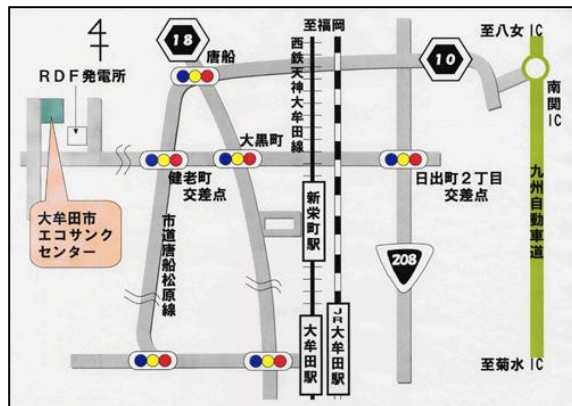 至福岡
18
唐船
西鉄天神大牟田線
10
至八女IC
南関IC
RDF発電所
大黒町
健老町
交差点
日出町2丁目
交差点
九州自動車道
大牟田市
エコサンク
センター
市道唐船松原線
新栄町駅
208
大牟田駅
JR大牟田駅
至菊水IC